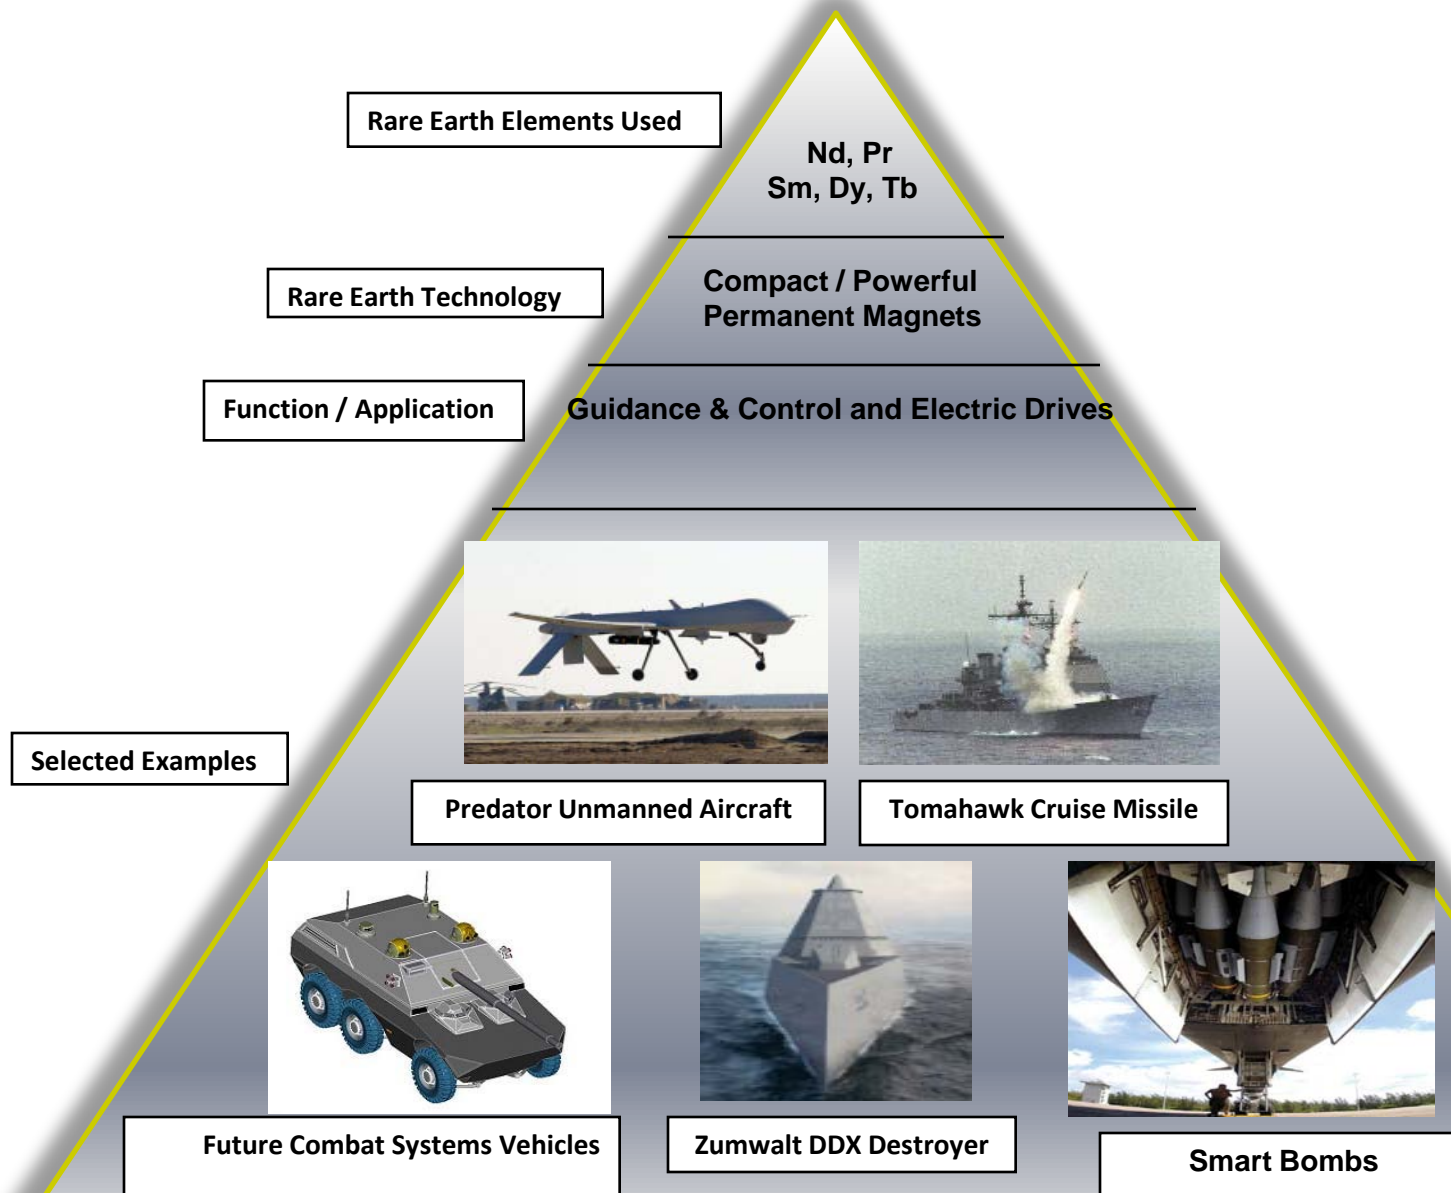 Rare Earth Elements Used
Nd, Pr
Sm, Dy, Tb
Rare Earth Technology
Compact / Powerful
Permanent Magnets
Function / Application
Guidance & Control and Electric Drives
Selected Examples
Predator Unmanned Aircraft
Tomahawk Cruise Missile
Future Combat Systems Vehicles
Zumwalt DDX Destroyer
Smart Bombs